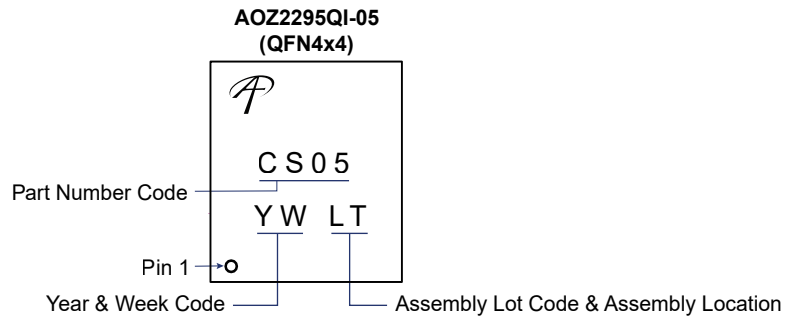 AOZ2295QI-05
(QFN4x4)
CS05
Part Number Code
YW LT
Pin 1
Year & Week Code
Assembly Lot Code & Assembly Location